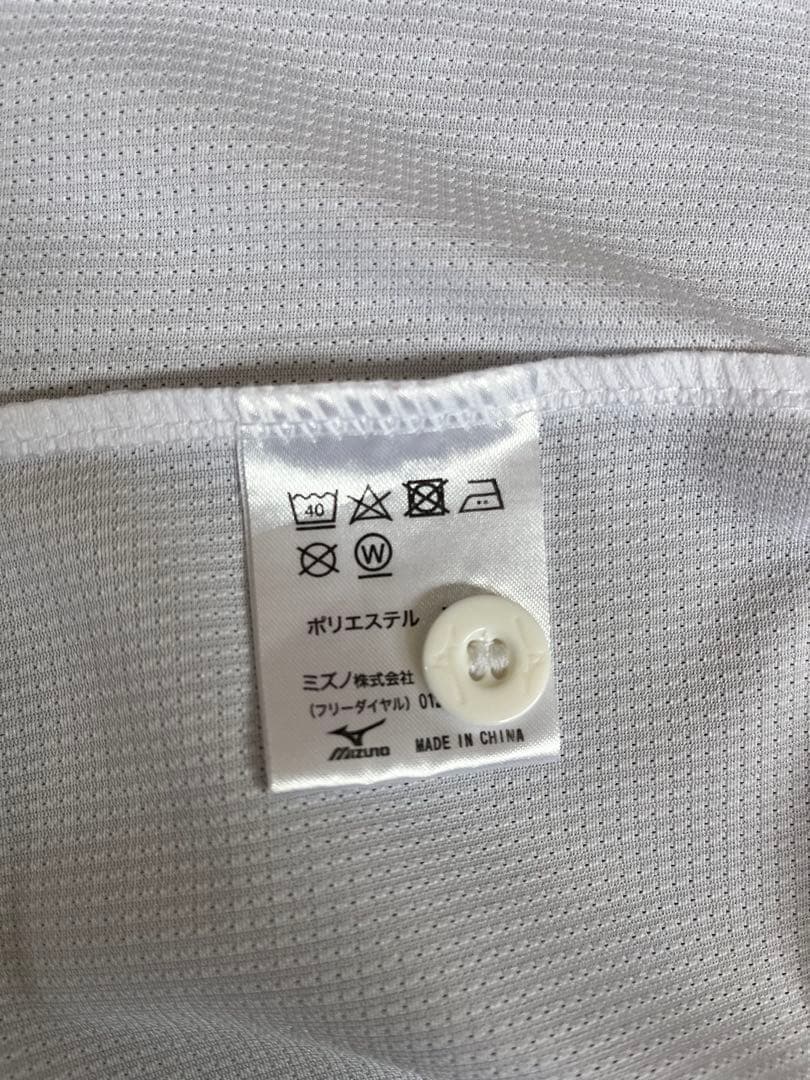 40
W
ポリエステル
ミズノ株式会社
(フリーダイヤル) 01
Mizuno MADE IN CHINA